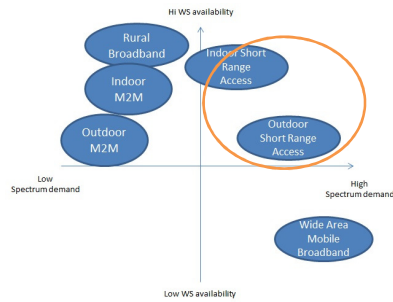 Hi WS availability
Rural
Broadband
Indoor Short
Range
Access
Indoor
M2M
Outdoor
M2M
Outdoor
Short Range
Access
Low
Spectrum demand
High
Spectrum demand
Wide Area
Mobile
Broadband
Low WS availability